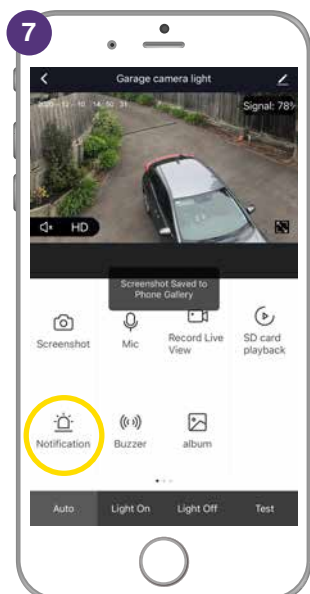 7
Garage camera light
2020-12-10 14 50 31
Signal: 78%
HD
Screenshot Saved to
Phone Gallery
Screenshot
Mic
Record Live
View
SD card
playback
Notification
Buzzer
album
Auto
Light On
Light Off
Test